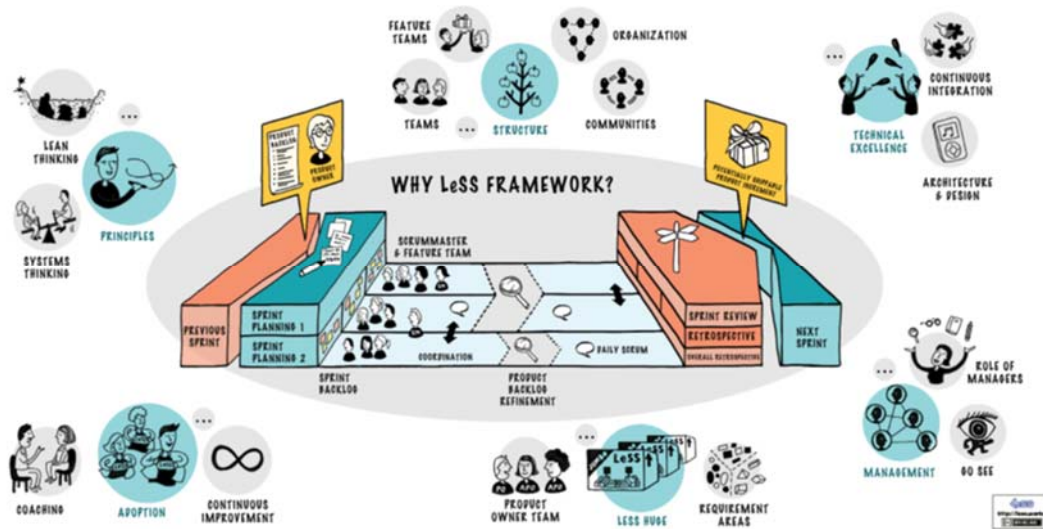 FEATURE
TEAMS
ORGANIZATION
TEAMS
...
STRUCTURE
COMMUNITIES
...
CONTINUOUS
INTEGRATION
TECHNICAL
EXCELLENCE
ARCHITECTURE
& DESIGN
LEAN
THINKING
...
PRINCIPLES
SYSTEMS
THINKING
PRODUCT
BACKLOG
PRODUCT
OWNER
WHY LeSS FRAMEWORK?
POTENTIALLY SHIPPABLE
PRODUCT INCREMENT
SCRUMMASTER
& FEATURE TEAM
PREVIOUS
SPRINT
SPRINT
PLANNING 1
SPRINT
PLANNING 2
COORDINATION
DAILY SCRUM
SPRINT REVIEW
RETROSPECTIVE
OVERALL RETROSPECTIVE
NEXT
SPRINT
SPRINT
BACKLOG
PRODUCT
BACKLOG
REFINEMENT
ROLE OF
MANAGERS
...
MANAGEMENT
GO SEE
COACHING
ADOPTION
...
CONTINUOUS
IMPROVEMENT
PRODUCT
OWNER TEAM
...
LeSS
LESS HUGE
REQUIREMENT
AREAS